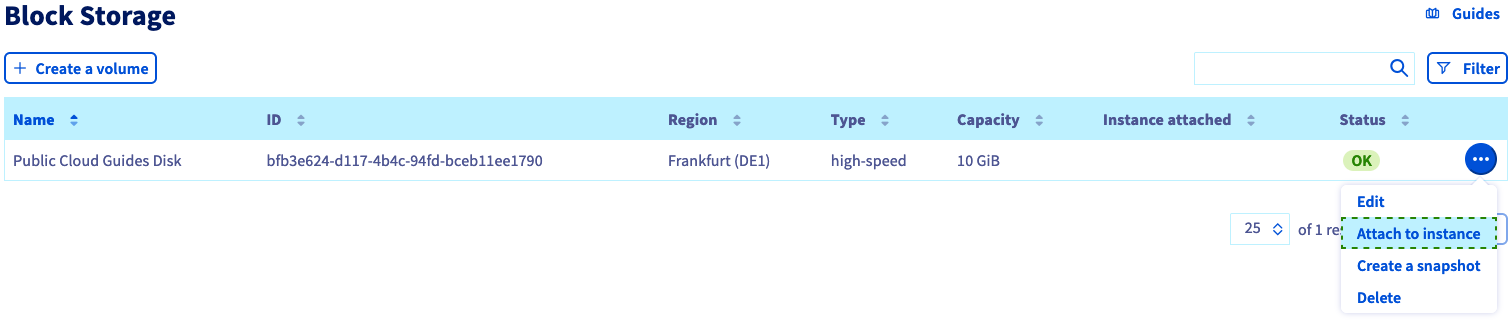 Block Storage
Guides
Create a volume
Filter
Name ID Region Type Capacity Instance attached Status
Public Cloud Guides Disk bfb3e624-d117-4b4c-94fd-bceb11ee1790 Frankfurt (DE1) high-speed 10 GiB OK
Edit
25 of 1
Attach to instance
Create a snapshot
Delete